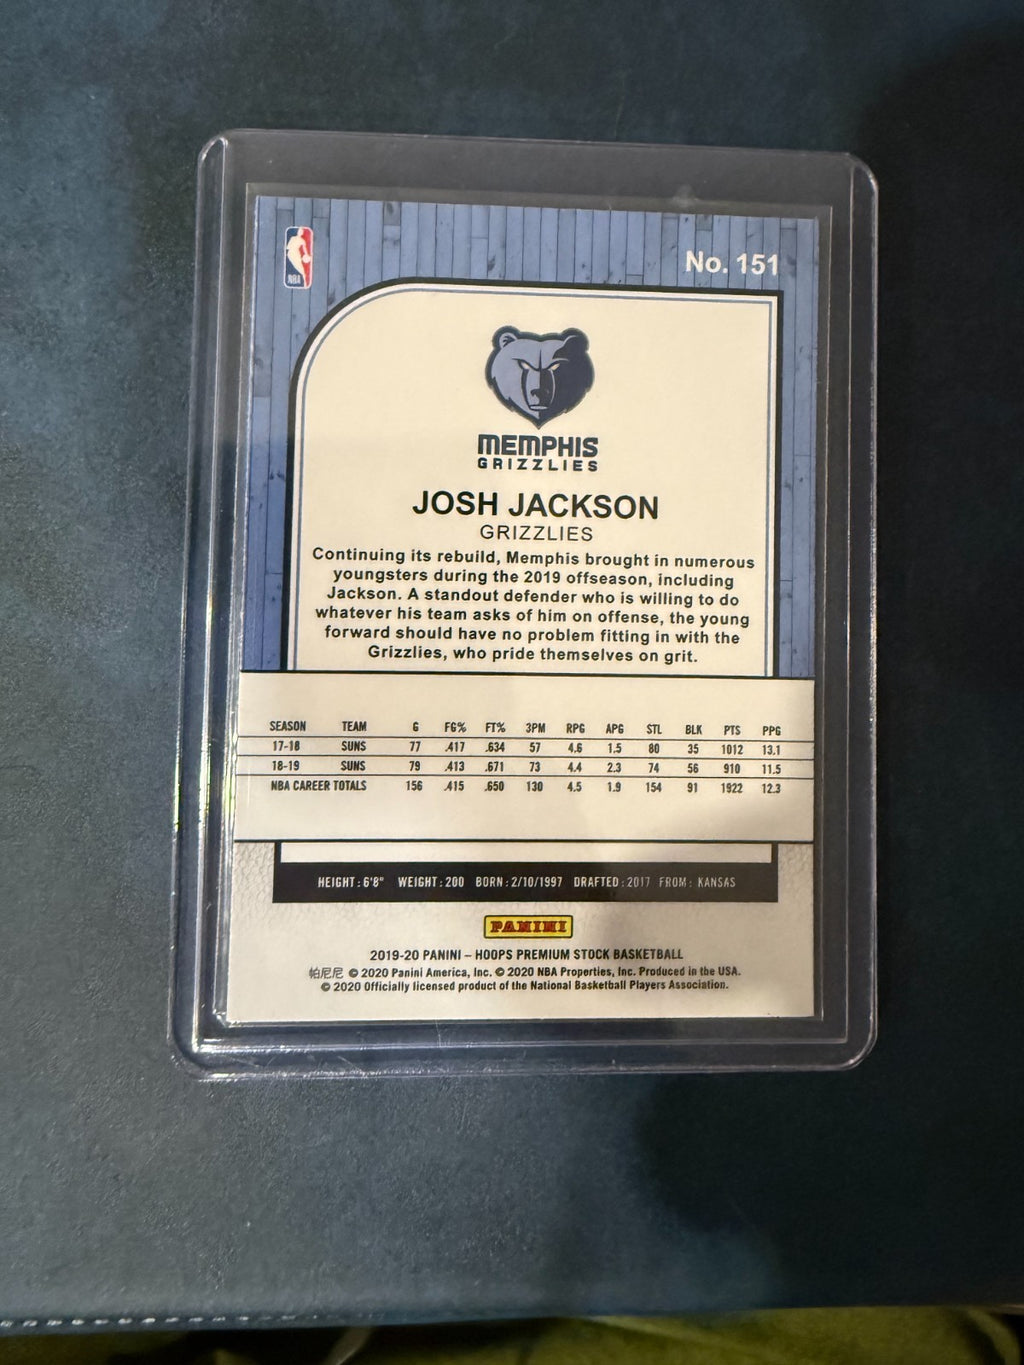 No. 151
NBA
MEMPHIS
GRIZZLIES
JOSH JACKSON
GRIZZLIES
Continuing its rebuild, Memphis brought in numerous
youngsters during the 2019 offseason, including
Jackson. A standout defender who is willing to do
whatever his team asks of him on offense, the young
forward should have no problem fitting in with the
Grizzlies, who pride themselves on grit.
SEASON TEAM G FG% FT% 3PM RPG APG STL BLK PTS PPG
17-18 SUNS 77 .417 .634 57 4.6 1.5 80 35 1012 13.1
18-19 SUNS 79 .413 .671 73 4.4 2.3 74 56 910 11.5
NBA CAREER TOTALS 156 .415 .650 130 4.5 1.9 154 91 1922 12.3
HEIGHT: 6'8" WEIGHT: 200 BORN: 2/10/1997 DRAFTED: 2017 FROM: KANSAS
PANINI
2019-20 PANINI – HOOPS PREMIUM STOCK BASKETBALL
帕尼尼 © 2020 Panini America, Inc. © 2020 NBA Properties, Inc. Produced in the USA.
© 2020 Officially licensed product of the National Basketball Players Association.